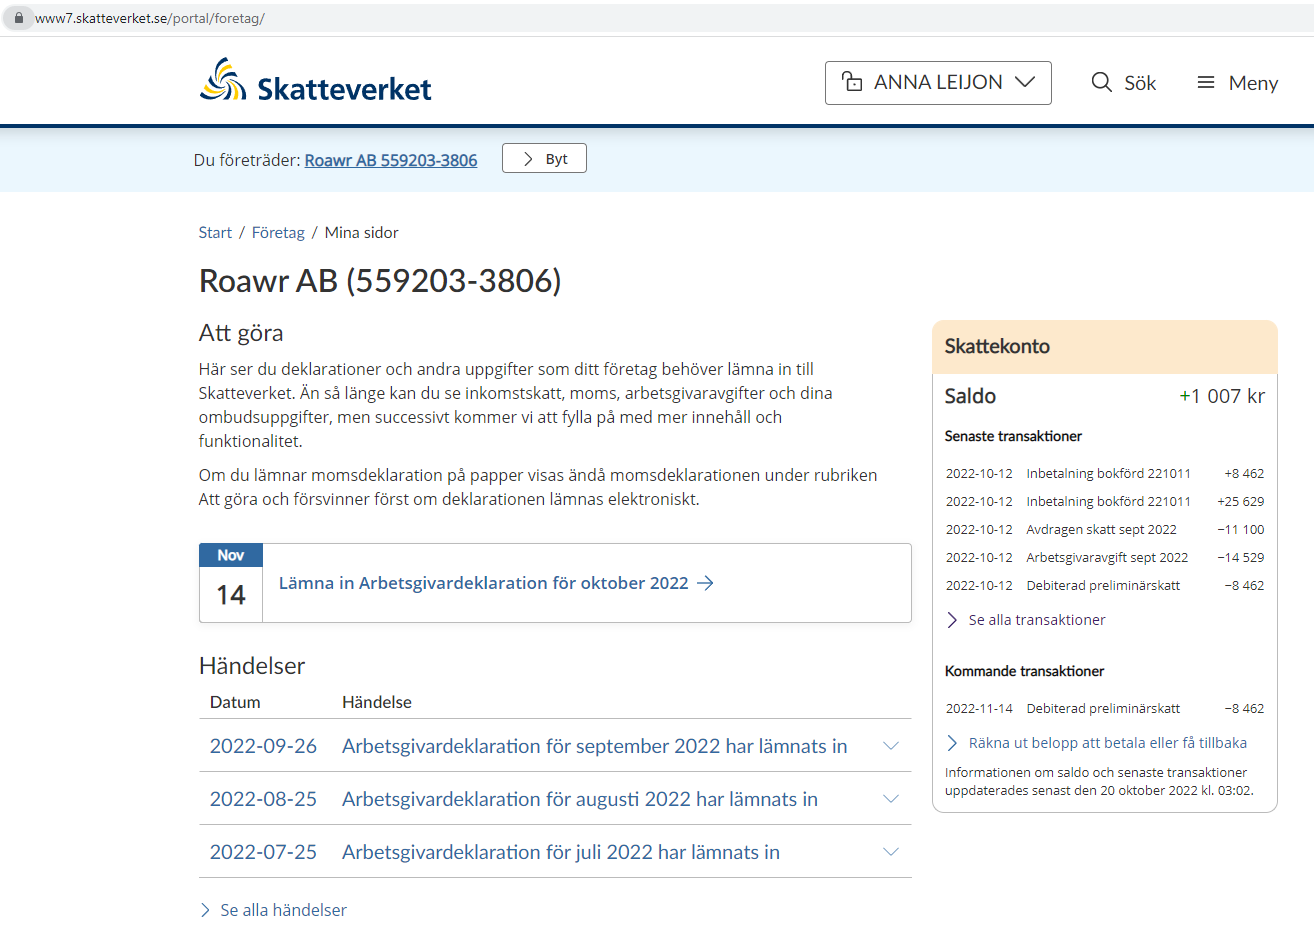 www7.skatteverket.se/portal/foretag/
Skatteverket
ANNA LEIJON
Sök
Meny
Du företräder: Roawr AB 559203-3806
Byt
Start / Företag / Mina sidor
Roawr AB (559203-3806)
Att göra
Här ser du deklarationer och andra uppgifter som ditt företag behöver lämna in till
Skatteverket. Än så länge kan du se inkomstskatt, moms, arbetsgivaravgifter och dina
ombudsuppgifter, men successivt kommer vi att fylla på med mer innehåll och
funktionalitet.
Om du lämnar momsdeklaration på papper visas ändå momsdeklarationen under rubriken
Att göra och försvinner först om deklarationen lämnas elektroniskt.
Nov
14
Lämna in Arbetsgivardeklaration för oktober 2022
Händelser
Datum Händelse
2022-09-26 Arbetsgivardeklaration för september 2022 har lämnats in
2022-08-25 Arbetsgivardeklaration för augusti 2022 har lämnats in
2022-07-25 Arbetsgivardeklaration för juli 2022 har lämnats in
Se alla händelser
Skattekonto
Saldo +1 007 kr
Senaste transaktioner
2022-10-12 Inbetalning bokförd 221011 +8 462
2022-10-12 Inbetalning bokförd 221011 +25 629
2022-10-12 Avdragen skatt sept 2022 −11 100
2022-10-12 Arbetsgivaravgift sept 2022 −14 529
2022-10-12 Debiterad preliminärskatt −8 462
Se alla transaktioner
Kommande transaktioner
2022-11-14 Debiterad preliminärskatt −8 462
Räkna ut belopp att betala eller få tillbaka
Informationen om saldo och senaste transaktioner
uppdaterades senast den 20 oktober 2022 kl. 03:02.